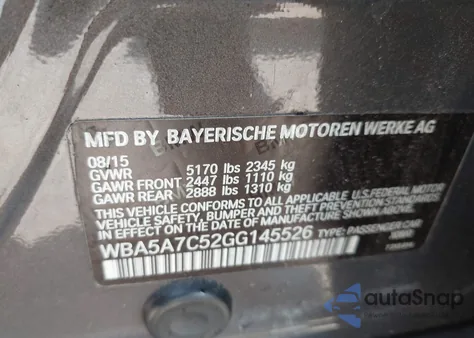 MFD BY BAYERISCHE MOTOREN WERKE AG
08/15
GVWR 5170 lbs 2345 kg
GAWR FRONT 2447 lbs 1110 kg
GAWR REAR 2888 lbs 1310 kg
THIS VEHICLE CONFORMS TO ALL APPLICABLE U.S. FEDERAL MOTOR
VEHICLE SAFETY, BUMPER AND THEFT PREVENTION STANDARDS
IN EFFECT ON THE DATE OF MANUFACTURE SHOWN ABOVE.
WBA5A7C52GG145526 TYPE: PASSENGER CAR
autoSnap